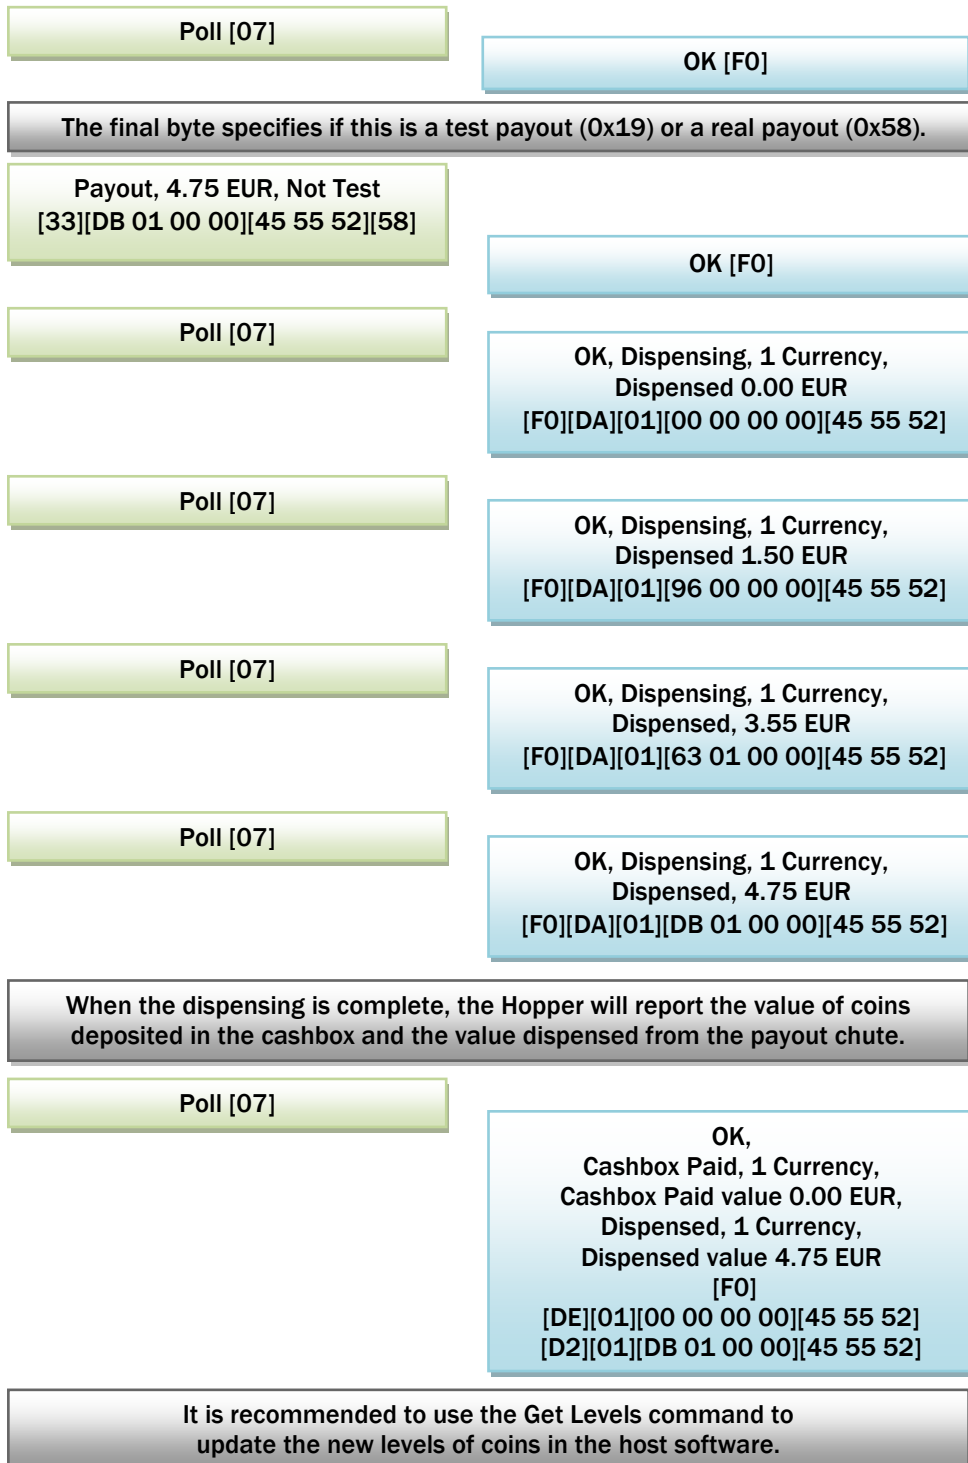 Poll [07]
OK [F0]
The final byte specifies if this is a test payout (0x19) or a real payout (0x58).
Payout, 4.75 EUR, Not Test
[33][DB 01 00 00][45 55 52][58]
OK [F0]
Poll [07]
OK, Dispensing, 1 Currency,
Dispensed 0.00 EUR
[F0][DA][01][00 00 00 00][45 55 52]
Poll [07]
OK, Dispensing, 1 Currency,
Dispensed 1.50 EUR
[F0][DA][01][96 00 00 00][45 55 52]
Poll [07]
OK, Dispensing, 1 Currency,
Dispensed, 3.55 EUR
[F0][DA][01][63 01 00 00][45 55 52]
Poll [07]
OK, Dispensing, 1 Currency,
Dispensed, 4.75 EUR
[F0][DA][01][DB 01 00 00][45 55 52]
When the dispensing is complete, the Hopper will report the value of coins
deposited in the cashbox and the value dispensed from the payout chute.
Poll [07]
OK,
Cashbox Paid, 1 Currency,
Cashbox Paid value 0.00 EUR,
Dispensed, 1 Currency,
Dispensed value 4.75 EUR
[F0]
[DE][01][00 00 00 00][45 55 52]
[D2][01][DB 01 00 00][45 55 52]
It is recommended to use the Get Levels command to
update the new levels of coins in the host software.